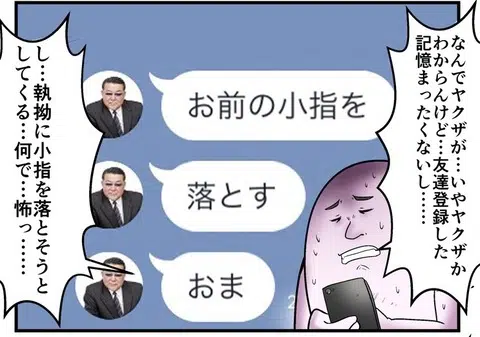 なんでヤクザが…いやヤクザか
わからんけど…友達登録した
記憶まったくないし……
お前の小指を
落とす
おま
し…執拗に小指を落とそうと
してくる…何で…怖っ……